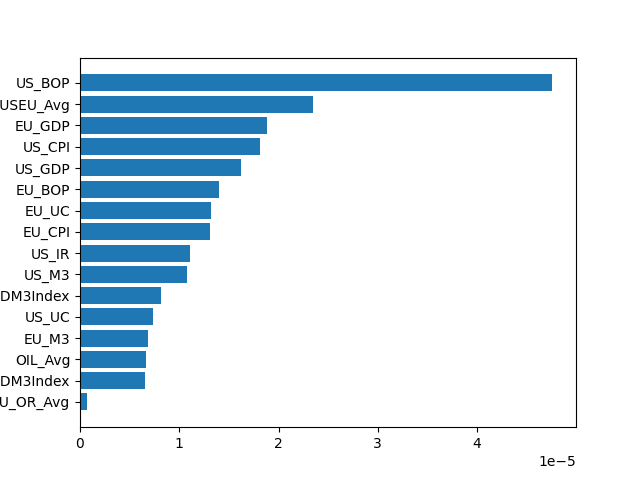 US_BOP
USEU_Avg
EU_GDP
US_CPI
US_GDP
EU_BOP
EU_UC
EU_CPI
US_IR
US_M3
DM3Index
US_UC
EU_M3
OIL_Avg
DM3Index
U_OR_Avg
0 1 2 3 4
1e−5